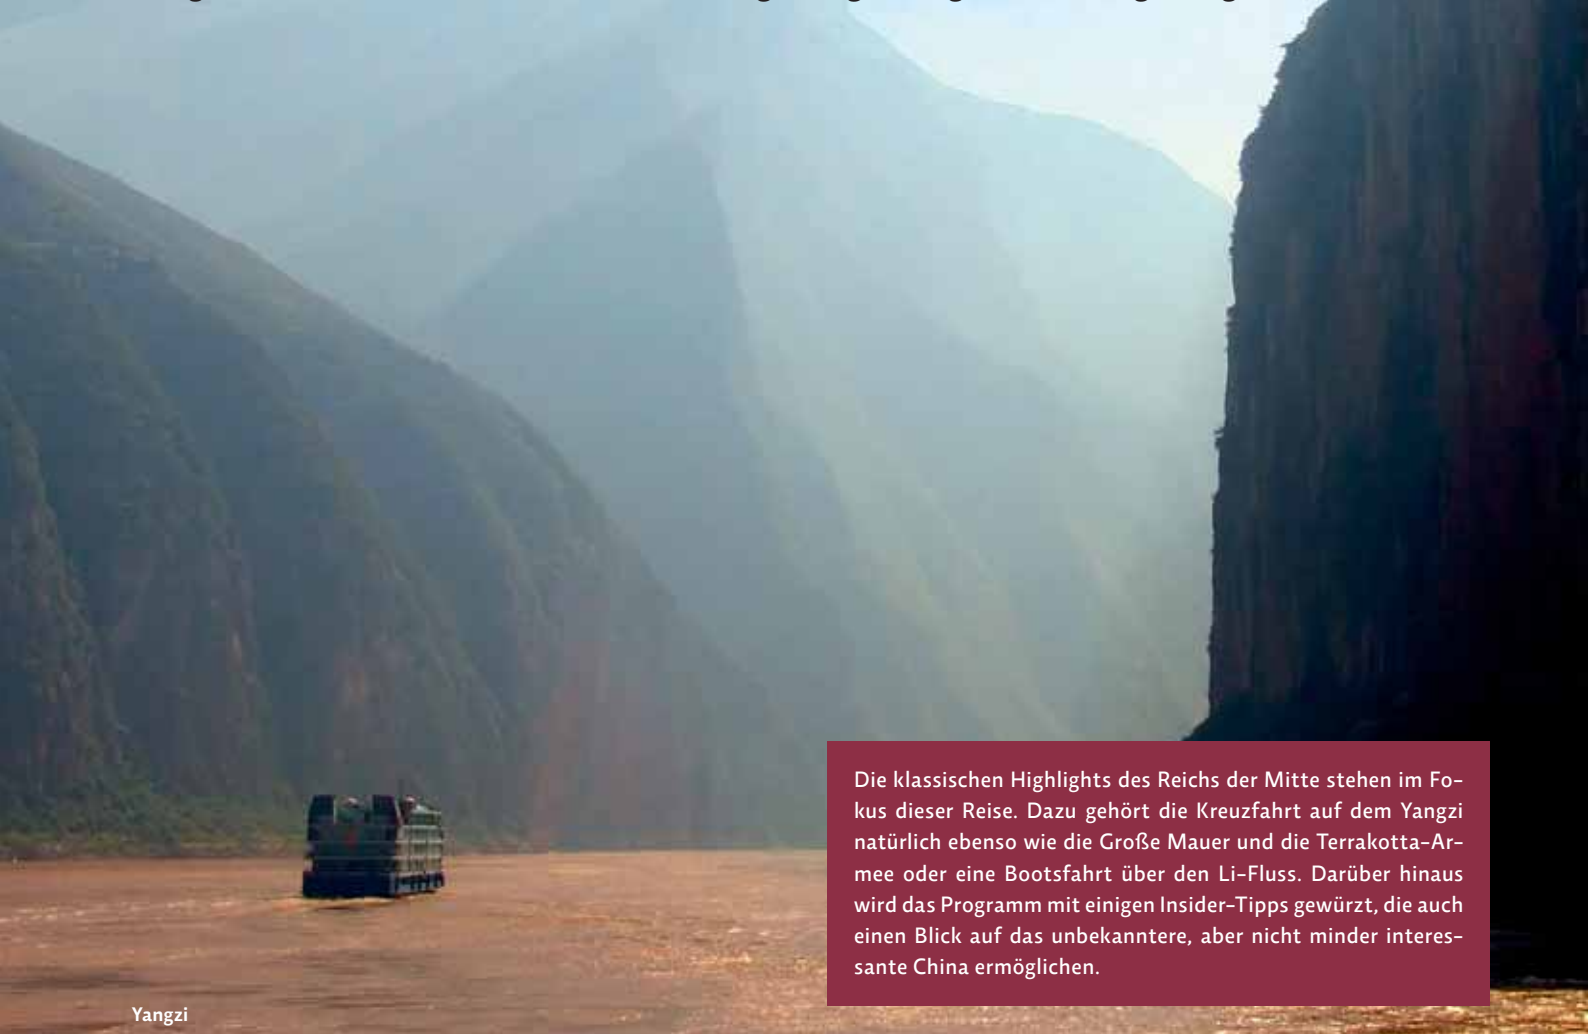 Die klassischen Highlights des Reichs der Mitte stehen im Fo-
kus dieser Reise. Dazu gehört die Kreuzfahrt auf dem Yangzi
natürlich ebenso wie die Große Mauer und die Terrakotta-Ar-
mee oder eine Bootsfahrt über den Li-Fluss. Darüber hinaus
wird das Programm mit einigen Insider-Tipps gewürzt, die auch
einen Blick auf das unbekanntere, aber nicht minder interes-
sante China ermöglichen.
Yangzi